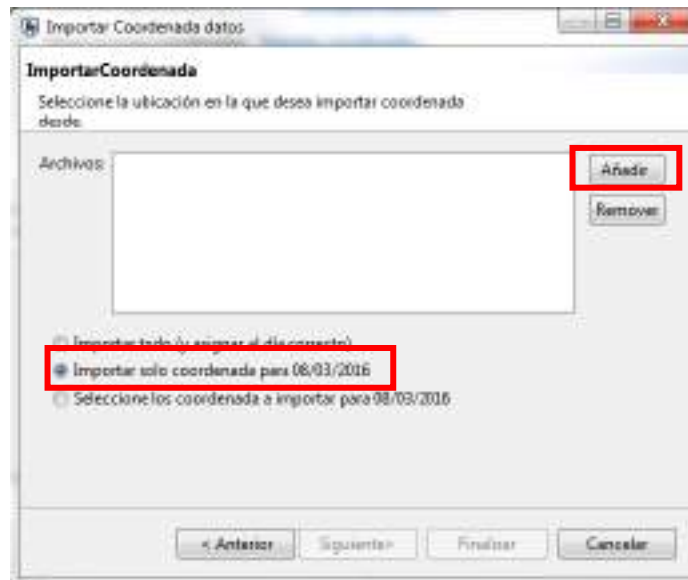 Importar Coordenada datos
ImportarCoordenada
Seleccione la ubicación en la que desea importar coordenada
desde.
Archivos:
Añadir
Remover
Importar todo (y asignar al día correcto)
Importar solo coordenada para 08/03/2016
Seleccione los coordenada a importar para 08/03/2016
< Anterior
Siguiente>
Finalizar
Cancelar